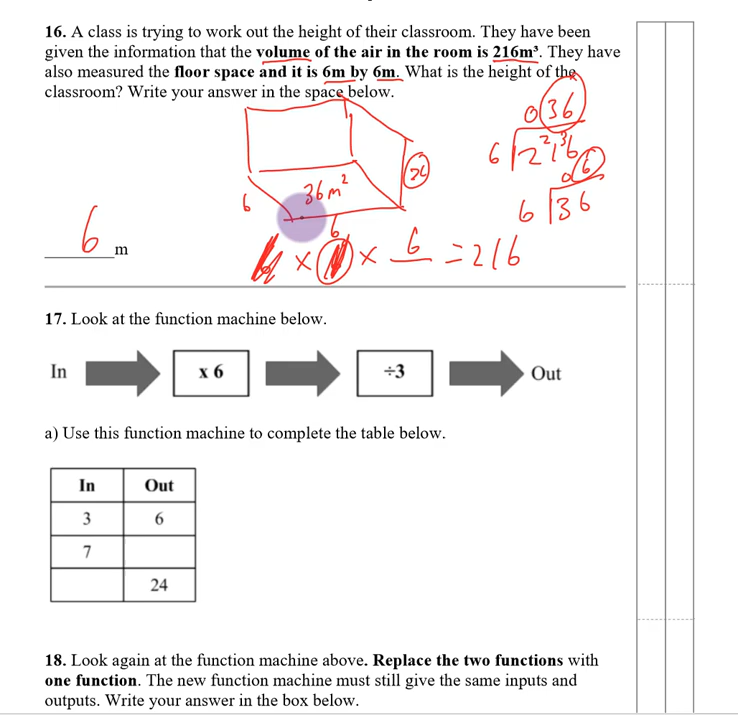 16. A class is trying to work out the height of their classroom. They have been
given the information that the volume of the air in the room is 216m³. They have
also measured the floor space and it is 6m by 6m. What is the height of the
classroom? Write your answer in the space below.
036
6 2 ²1 ³6
36m²
06
6 36
6
6
6 m
× × 6 = 216
17. Look at the function machine below.
In x 6 ÷3 Out
a) Use this function machine to complete the table below.
In Out
3 6
7
24
18. Look again at the function machine above. Replace the two functions with
one function. The new function machine must still give the same inputs and
outputs. Write your answer in the box below.